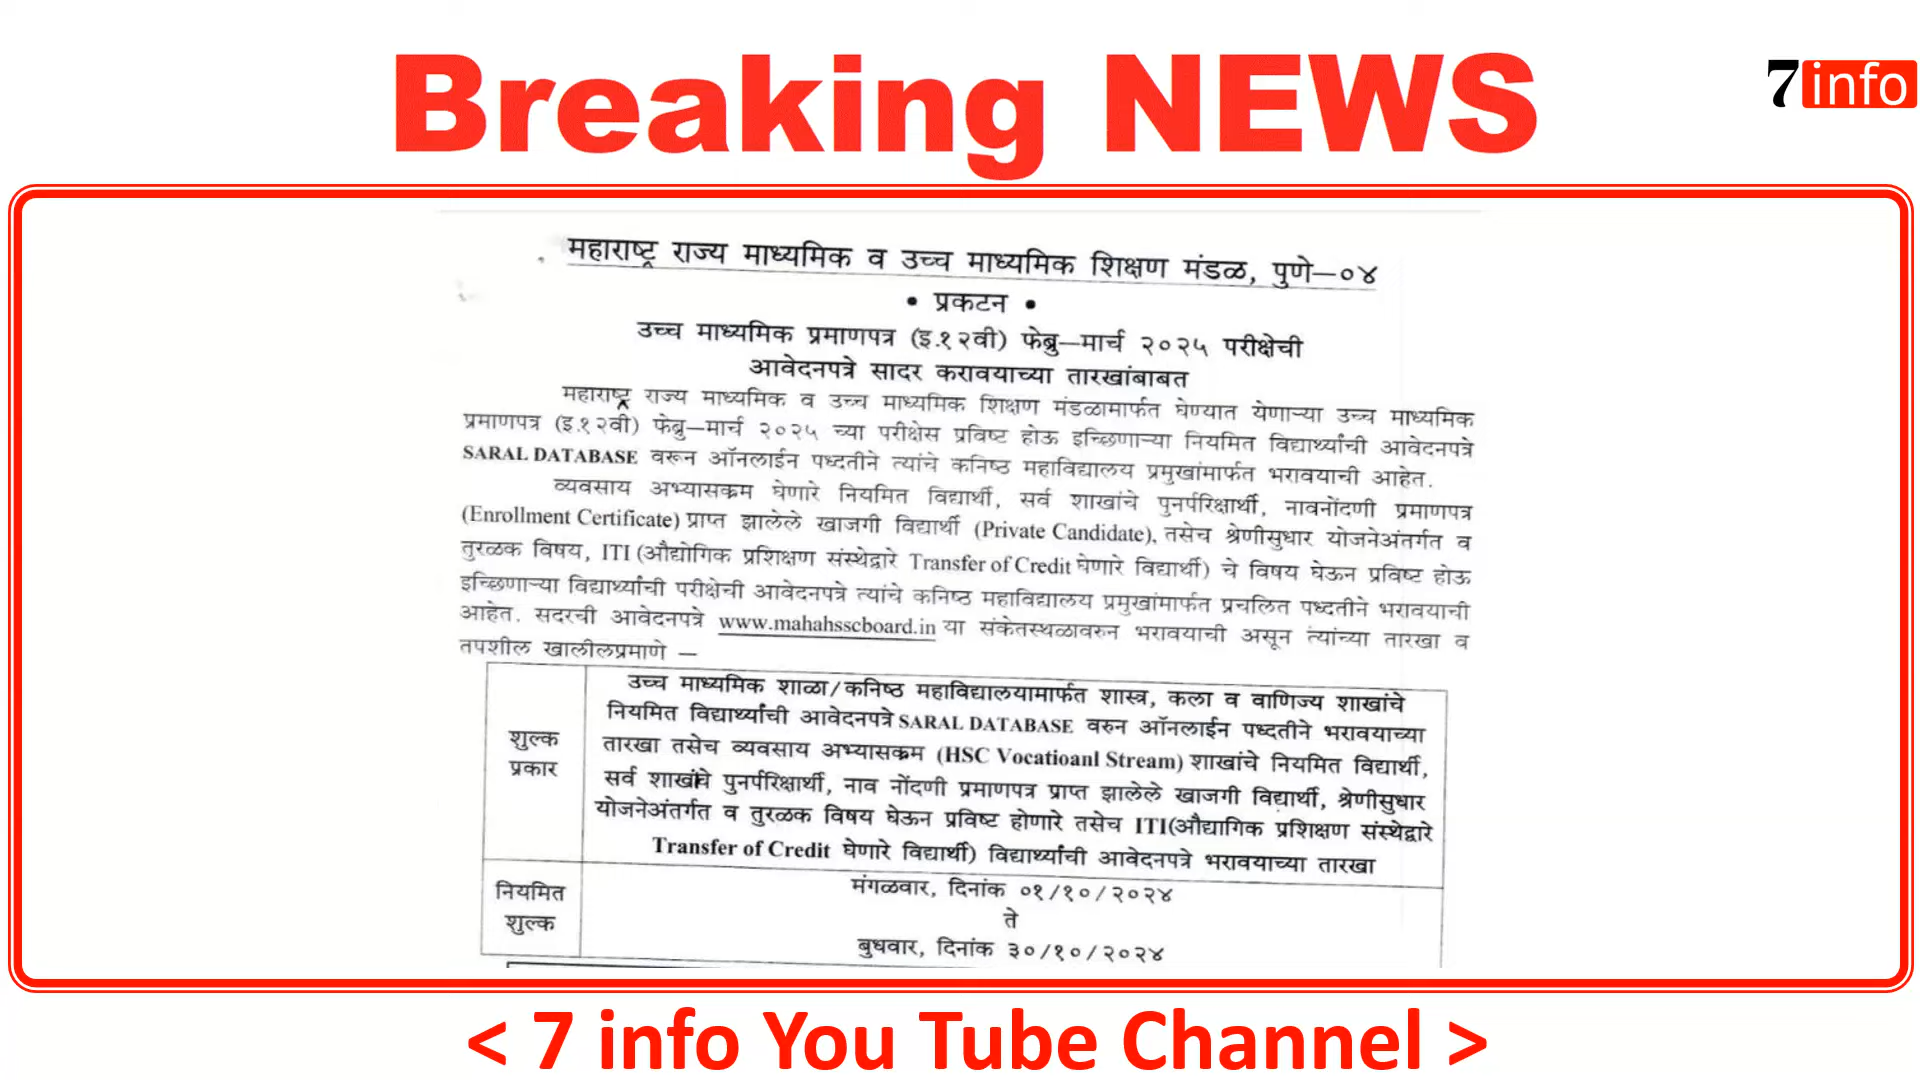 Breaking NEWS
7info
महाराष्ट्र राज्य माध्यमिक व उच्च माध्यमिक शिक्षण मंडळ, पुणे—०४
• प्रकटन •
उच्च माध्यमिक प्रमाणपत्र (इ.१२वी) फेब्रु—मार्च २०२५ परीक्षेची
आवेदनपत्रे सादर करावयाच्या तारखांबाबत
महाराष्ट्र राज्य माध्यमिक व उच्च माध्यमिक शिक्षण मंडळामार्फत घेण्यात येणाऱ्या उच्च माध्यमिक
प्रमाणपत्र (इ.१२वी) फेब्रु—मार्च २०२५ च्या परीक्षेस प्रविष्ट होऊ इच्छिणाऱ्या नियमित विद्यार्थ्यांची आवेदनपत्रे
SARAL DATABASE वरून ऑनलाईन पध्दतीने त्यांचे कनिष्ठ महाविद्यालय प्रमुखांमार्फत भरावयाची आहेत.
व्यवसाय अभ्यासक्रम घेणारे नियमित विद्यार्थी, सर्व शाखांचे पुनर्परिक्षार्थी, नावनोंदणी प्रमाणपत्र
(Enrollment Certificate) प्राप्त झालेले खाजगी विद्यार्थी (Private Candidate), तसेच श्रेणीसुधार योजनेअंतर्गत व
तुरळक विषय, ITI (औद्योगिक प्रशिक्षण संस्थेद्वारे Transfer of Credit घेणारे विद्यार्थी) चे विषय घेऊन प्रविष्ट होऊ
इच्छिणाऱ्या विद्यार्थ्यांची परीक्षेची आवेदनपत्रे त्यांचे कनिष्ठ महाविद्यालय प्रमुखांमार्फत प्रचलित पध्दतीने भरावयाची
आहेत. सदरची आवेदनपत्रे www.mahahsscboard.in या संकेतस्थळावरुन भरावयाची असून त्यांच्या तारखा व
तपशील खालीलप्रमाणे —
शुल्क
प्रकार
उच्च माध्यमिक शाळा/कनिष्ठ महाविद्यालयामार्फत शास्त्र, कला व वाणिज्य शाखांचे
नियमित विद्यार्थ्यांची आवेदनपत्रे SARAL DATABASE वरुन ऑनलाईन पध्दतीने भरावयाच्या
तारखा तसेच व्यवसाय अभ्यासक्रम (HSC Vocatioanl Stream) शाखांचे नियमित विद्यार्थी,
सर्व शाखांचे पुनर्परिक्षार्थी, नाव नोंदणी प्रमाणपत्र प्राप्त झालेले खाजगी विद्यार्थी, श्रेणीसुधार
योजनेअंतर्गत व तुरळक विषय घेऊन प्रविष्ट होणारे तसेच ITI(औद्यागिक प्रशिक्षण संस्थेद्वारे
Transfer of Credit घेणारे विद्यार्थी) विद्यार्थ्यांची आवेदनपत्रे भरावयाच्या तारखा
नियमित
शुल्क
मंगळवार, दिनांक ०१/१०/२०२४
ते
बुधवार, दिनांक ३०/१०/२०२४
< 7 info You Tube Channel >